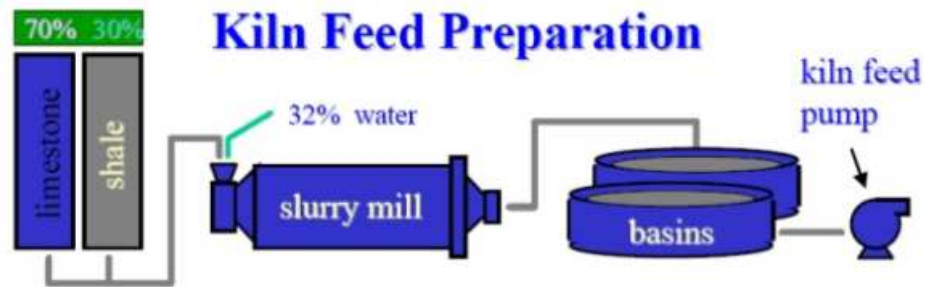 70% 30%
Kiln Feed Preparation
limestone
shale
32% water
slurry mill
basins
kiln feed
pump